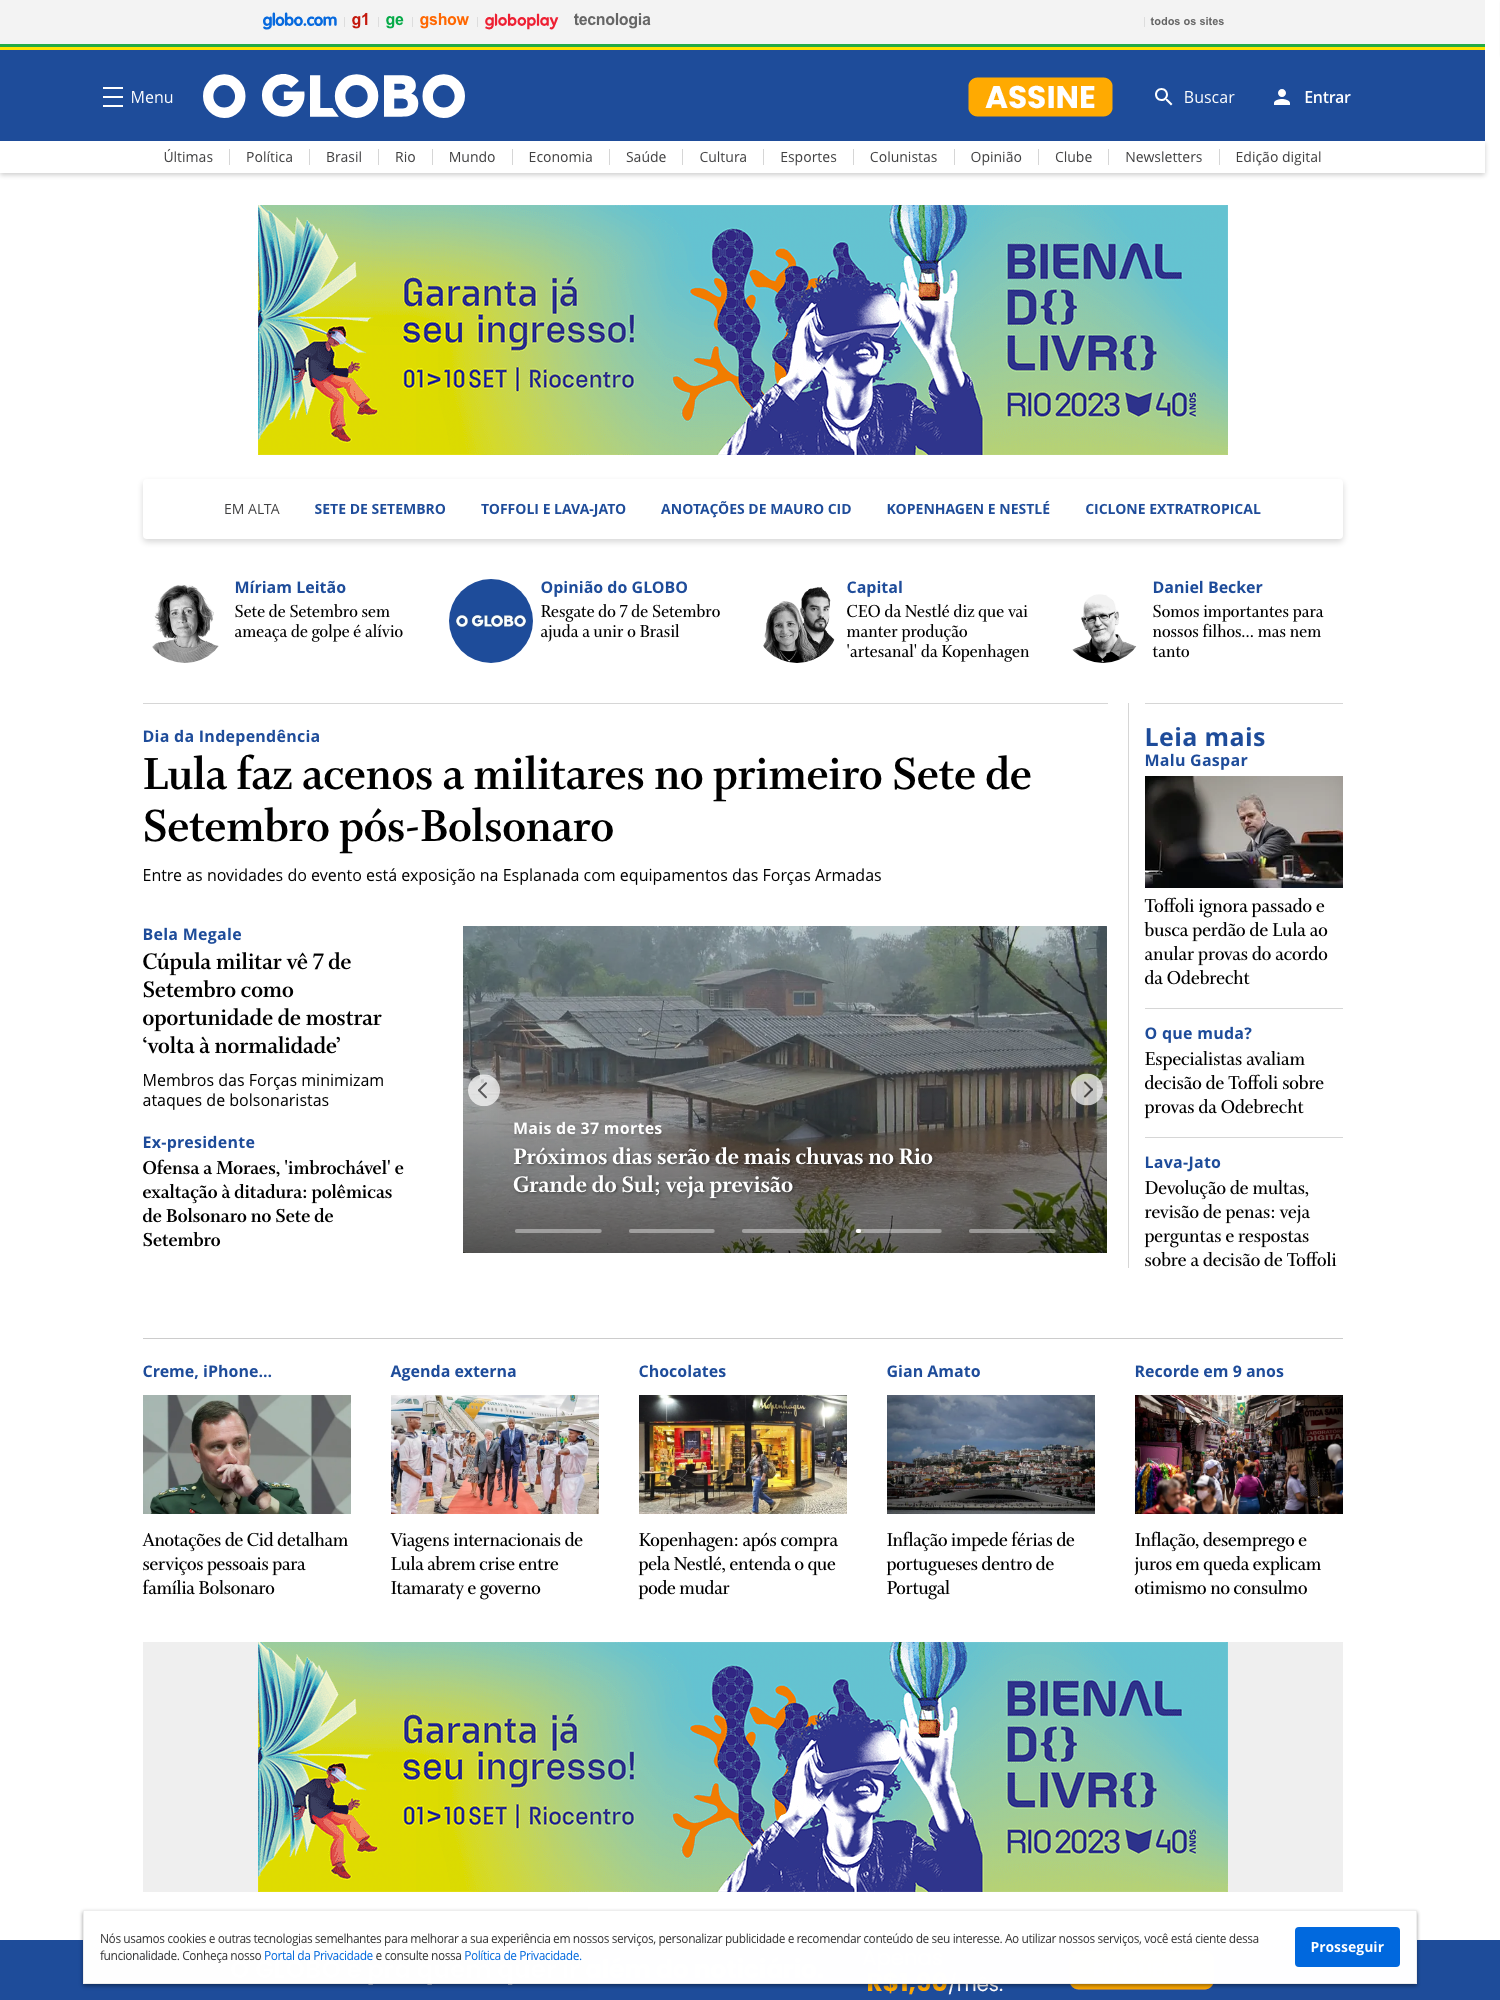 globo.com g1 ge gshow globoplay tecnologia todos os sites
Menu O GLOBO ASSINE Buscar Entrar
Últimas Política Brasil Rio Mundo Economia Saúde Cultura Esportes Colunistas Opinião Clube Newsletters Edição digital
Garanta já
seu ingresso!
01>10 SET | Riocentro
BIENAL
D{}
LIVR{}
RIO 2023 40 ANOS
EM ALTA SETE DE SETEMBRO TOFFOLI E LAVA-JATO ANOTAÇÕES DE MAURO CID KOPENHAGEN E NESTLÉ CICLONE EXTRATROPICAL
Míriam Leitão
Sete de Setembro sem
ameaça de golpe é alívio
O GLOBO
Opinião do GLOBO
Resgate do 7 de Setembro
ajuda a unir o Brasil
Capital
CEO da Nestlé diz que vai
manter produção
'artesanal' da Kopenhagen
Daniel Becker
Somos importantes para
nossos filhos... mas nem
tanto
Dia da Independência
Lula faz acenos a militares no primeiro Sete de
Setembro pós-Bolsonaro
Entre as novidades do evento está exposição na Esplanada com equipamentos das Forças Armadas
Bela Megale
Cúpula militar vê 7 de
Setembro como
oportunidade de mostrar
‘volta à normalidade’
Membros das Forças minimizam
ataques de bolsonaristas
Ex-presidente
Ofensa a Moraes, 'imbrochável' e
exaltação à ditadura: polêmicas
de Bolsonaro no Sete de
Setembro
Mais de 37 mortes
Próximos dias serão de mais chuvas no Rio
Grande do Sul; veja previsão
Leia mais
Malu Gaspar
Toffoli ignora passado e
busca perdão de Lula ao
anular provas do acordo
da Odebrecht
O que muda?
Especialistas avaliam
decisão de Toffoli sobre
provas da Odebrecht
Lava-Jato
Devolução de multas,
revisão de penas: veja
perguntas e respostas
sobre a decisão de Toffoli
Creme, iPhone...
Anotações de Cid detalham
serviços pessoais para
família Bolsonaro
Agenda externa
Viagens internacionais de
Lula abrem crise entre
Itamaraty e governo
Chocolates
Kopenhagen
Kopenhagen: após compra
pela Nestlé, entenda o que
pode mudar
Gian Amato
Inflação impede férias de
portugueses dentro de
Portugal
Recorde em 9 anos
Inflação, desemprego e
juros em queda explicam
otimismo no consulmo
Garanta já
seu ingresso!
01>10 SET | Riocentro
BIENAL
D{}
LIVR{}
RIO 2023 40 ANOS
Nós usamos cookies e outras tecnologias semelhantes para melhorar a sua experiência em nossos serviços, personalizar publicidade e recomendar conteúdo de seu interesse. Ao utilizar nossos serviços, você está ciente dessa
funcionalidade. Conheça nosso Portal da Privacidade e consulte nossa Política de Privacidade.
Prosseguir
R$1,90/mês.